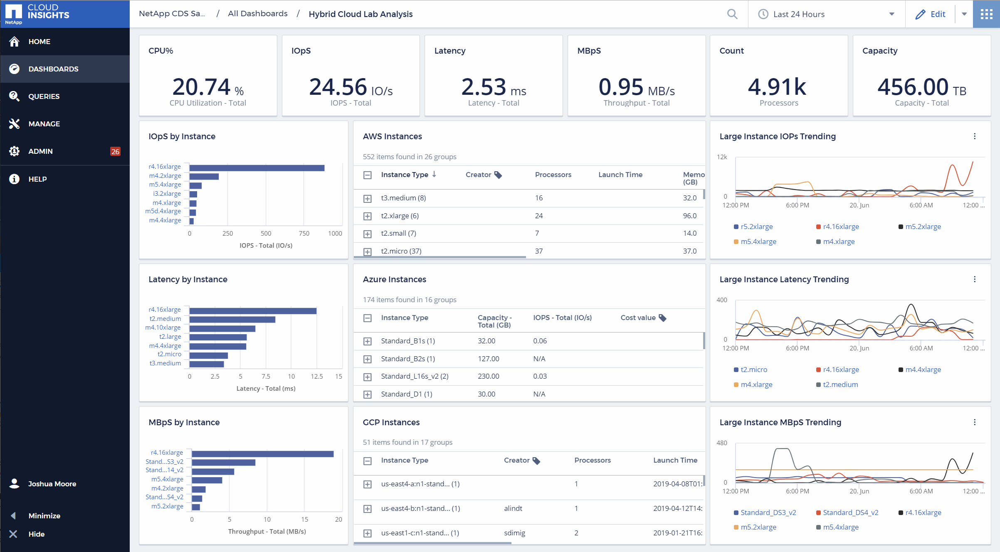 NetApp
CLOUD
INSIGHTS
NetApp CDS Sa... / All Dashboards / Hybrid Cloud Lab Analysis
Last 24 Hours
Edit
HOME
DASHBOARDS
QUERIES
MANAGE
ADMIN 26
HELP
Joshua Moore
Minimize
Hide
CPU%
20.74 %
CPU Utilization - Total
IOpS
24.56 IO/s
IOPS - Total
Latency
2.53 ms
Latency - Total
MBpS
0.95 MB/s
Throughput - Total
Count
4.91k
Processors
Capacity
456.00 TB
Capacity - Total
IOpS by Instance
r4.16xlarge
m4.2xlarge
m5.4xlarge
i3.2xlarge
m4.xlarge
m5d.4xlarge
m4.4xlarge
0 250 500 750 1000
IOPS - Total (IO/s)
AWS Instances
552 items found in 26 groups
Instance Type Creator Processors Launch Time Memo
(GB)
t3.medium (8) 16 32.0
t2.xlarge (6) 24 96.0
t2.small (7) 7 14.0
t2.micro (37) 37 37.0
Large Instance IOPs Trending
12k
0
12:00 PM 6:00 PM 20. Jun 6:00 AM 12:00 ...
r5.2xlarge r4.16xlarge m5.2xlarge
m5.4xlarge m4.xlarge
Latency by Instance
r4.16xlarge
t2.medium
m4.10xlarge
t2.large
m4.4xlarge
t2.micro
t3.medium
0 2.5 5 7.5 10 12.5 15
Latency - Total (ms)
Azure Instances
174 items found in 16 groups
Instance Type Capacity - IOPS - Total (IO/s) Cost value
Total (GB)
Standard_B1s (1) 32.00 0.06
Standard_B2s (1) 127.00 N/A
Standard_L16s_v2 (2) 230.00 0.03
Standard_D1 (1) 30.00 N/A
Large Instance Latency Trending
400
0
12:00 PM 6:00 PM 20. Jun 6:00 AM 12:00 ...
t2.micro r4.16xlarge m4.4xlarge
m4.xlarge t2.medium
MBpS by Instance
r4.16xlarge
Stand...S3_v2
Stand...14_v2
m5.4xlarge
m4.2xlarge
Stand...S4_v2
m5.2xlarge
0 5 10 15 20
Throughput - Total (MB/s)
GCP Instances
51 items found in 17 groups
Instance Type Creator Processors Launch Time
us-east4-a:n1-stand... (1) 1 2019-04-08T01:
us-east4-b:n1-stand... (1) alindt 1 2019-04-12T14:
us-east1-c:n1-stand... (1) sdimig 2 2019-01-21T16:
Large Instance MBpS Trending
480
0
12:00 PM 6:00 PM 20. Jun 6:00 AM 12:00 ...
Standard_DS3_v2 Standard_DS4_v2 r4.16xlarge
m5.2xlarge m5.4xlarge